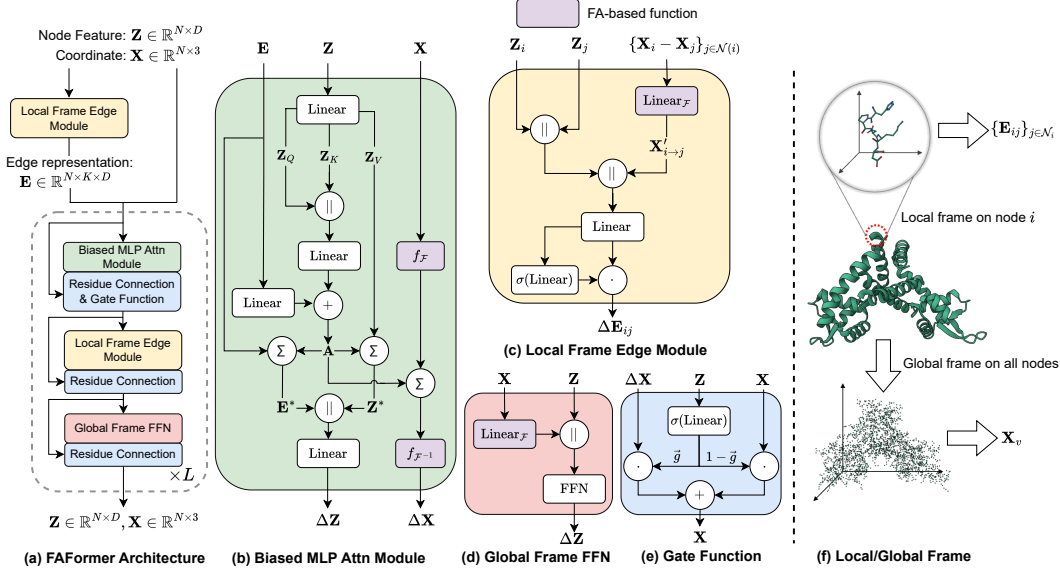 Node Feature: Z ∈ ℝ^{N×D}
Coordinate: X ∈ ℝ^{N×3}
Local Frame Edge
Module
Edge representation:
E ∈ ℝ^{N×K×D}
Biased MLP Attn
Module
Residue Connection
& Gate Function
Local Frame Edge
Module
Residue Connection
Global Frame FFN
Residue Connection
×L
Z ∈ ℝ^{N×D}, X ∈ ℝ^{N×3}
(a) FAFormer Architecture
E
Z
X
Linear
Z_Q
Z_K
Z_V
||
Linear
f_ℱ
Linear
+
Σ
A
Σ
Σ
E*
||
Z*
Linear
f_{ℱ^{-1}}
ΔZ
ΔX
(b) Biased MLP Attn Module
FA-based function
Z_i
Z_j
{X_i − X_j}_{j∈𝒩(i)}
Linear_ℱ
||
X′_{i→j}
||
Linear
σ(Linear)
·
ΔE_{ij}
(c) Local Frame Edge Module
X
Z
Linear_ℱ
||
FFN
ΔZ
(d) Global Frame FFN
ΔX
Z
X
σ(Linear)
·
g⃗
1 − g⃗
·
+
X
(e) Gate Function
{E_{ij}}_{j∈𝒩_i}
Local frame on node i
Global frame on all nodes
X_v
(f) Local/Global Frame